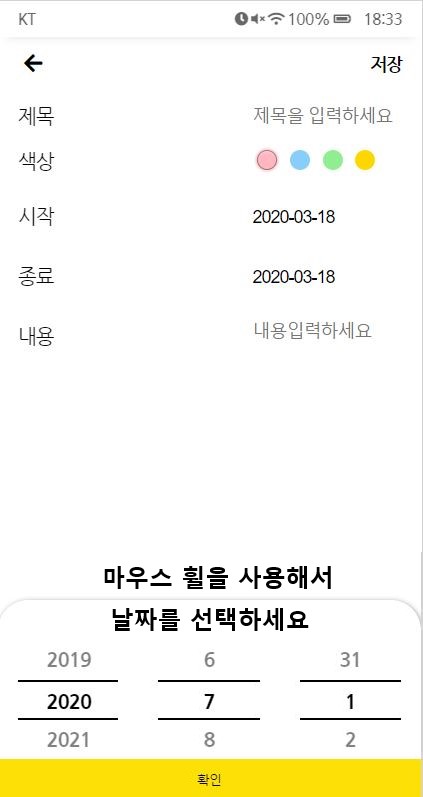 KT 100% 18:33
저장
제목 제목을 입력하세요
색상
시작 2020-03-18
종료 2020-03-18
내용 내용입력하세요
마우스 휠을 사용해서
날짜를 선택하세요
2019 6 31
2020 7 1
2021 8 2
확인